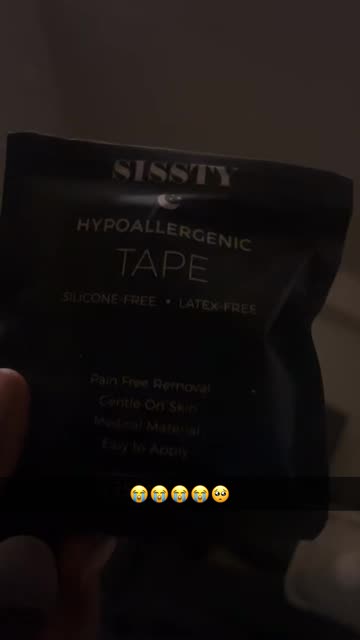 SISSTY
HYPOALLERGENIC
TAPE
SILICONE-FREE • LATEX-FREE
Pain Free Removal
Gentle On Skin
Medical Material
Easy to Apply
😭😭😭😭🥺